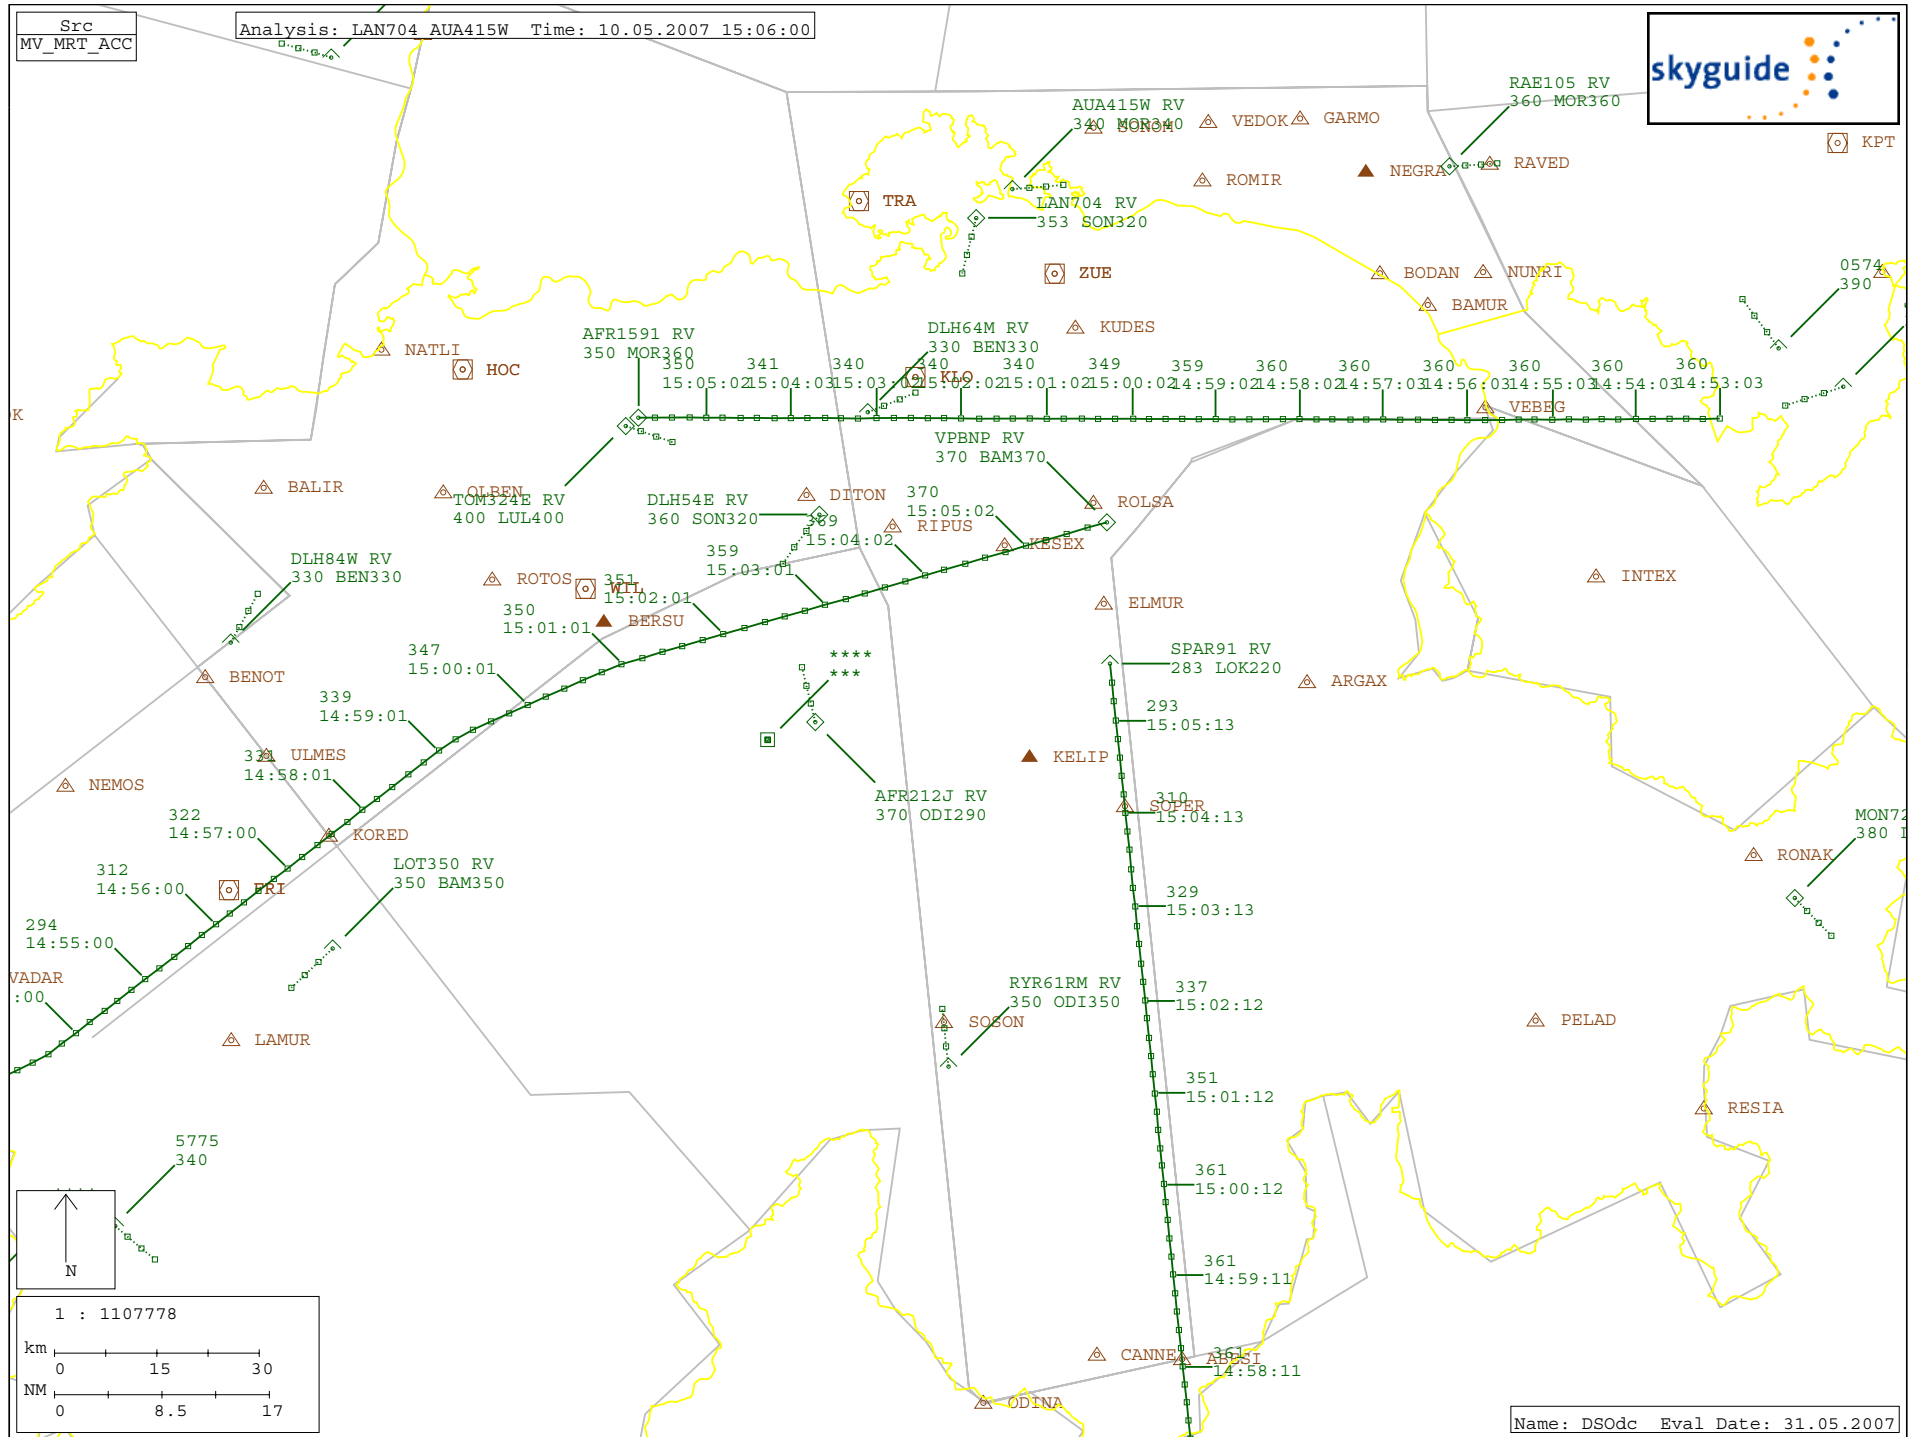 Src
MV_MRT_ACC
Analysis: LAN704_AUA415W Time: 10.05.2007 15:06:00
skyguide
RAE105 RV
360 MOR360
AUA415W RV
340 MOR340
SONOM
VEDOK
GARMO
KPT
NEGRA
RAVED
ROMIR
TRA
LAN704 RV
353 SON320
ZUE
BODAN
NUNRI
0574
390
BAMUR
KUDES
AFR1591 RV
350 MOR360
DLH64M RV
330 BEN330
NATLI
HOC
KLO
350
15:05:02
341
15:04:03
340
15:03:02
340
15:02:02
340
15:01:02
349
15:00:02
359
14:59:02
360
14:58:02
360
14:57:03
360
14:56:03
360
14:55:03
360
14:54:03
360
14:53:03
OK
VEBEG
VPBNP RV
370 BAM370
BALIR
OLBEN
TOM324E RV
400 LUL400
DLH54E RV
360 SON320
DITON
370
15:05:02
ROLSA
RIPUS
369
15:04:02
KESEX
DLH84W RV
330 BEN330
359
15:03:01
ROTOS
WIL
351
15:02:01
INTEX
350
15:01:01
BERSU
ELMUR
347
15:00:01
****
***
SPAR91 RV
283 LOK220
BENOT
ARGAX
339
14:59:01
293
15:05:13
331
14:58:01
ULMES
KELIP
NEMOS
AFR212J RV
370 ODI290
SOPER
310
15:04:13
322
14:57:00
KORED
MON72
380
RONAK
312
14:56:00
FRI
LOT350 RV
350 BAM350
329
15:03:13
294
14:55:00
VADAR
:00
RYR61RM RV
350 ODI350
337
15:02:12
SOSON
PELAD
LAMUR
351
15:01:12
RESIA
5775
340
361
15:00:12
N
361
14:59:11
1 : 1107778
km
0 15 30
NM
0 8.5 17
CANNE
ABESI
361
14:58:11
ODINA
Name: DSOdc Eval Date: 31.05.2007